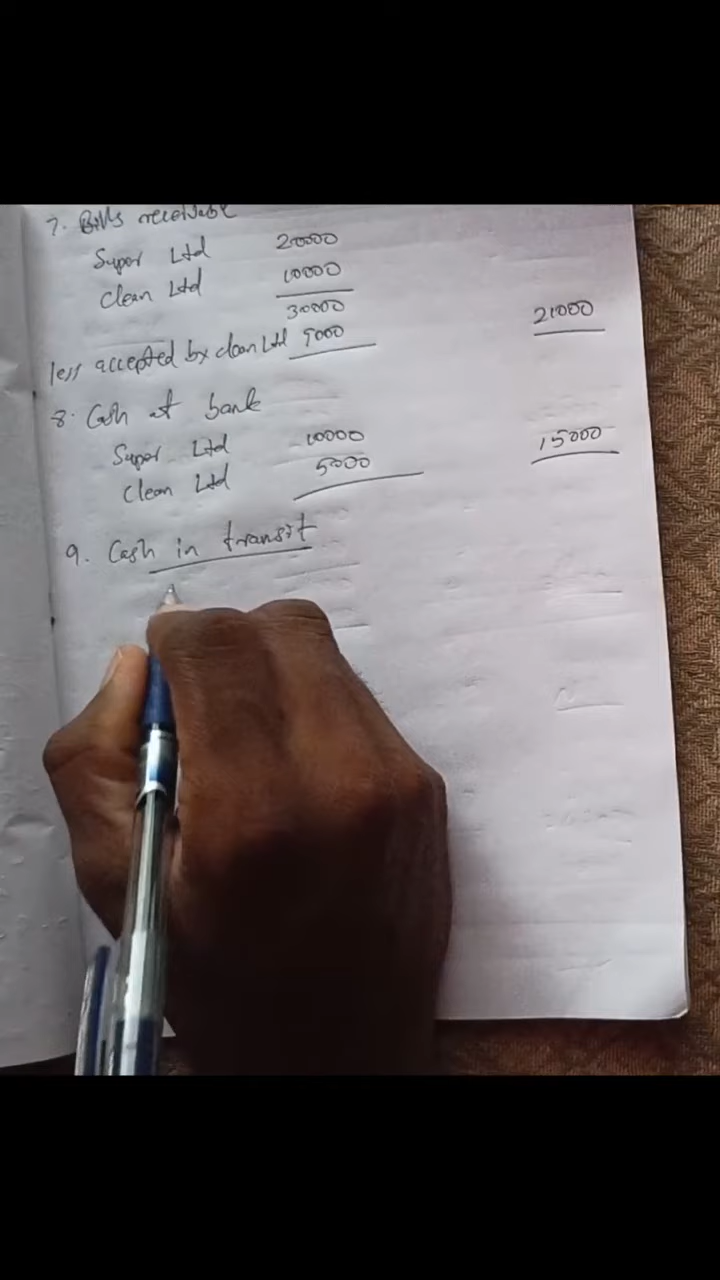 7. Bills receivable
Super Ltd 20000
Clean Ltd 10000
30000
less accepted by clean Ltd 9000 21000
8. Cash at bank
Super Ltd 10000
Clean Ltd 5000 15000
9. Cash in transit